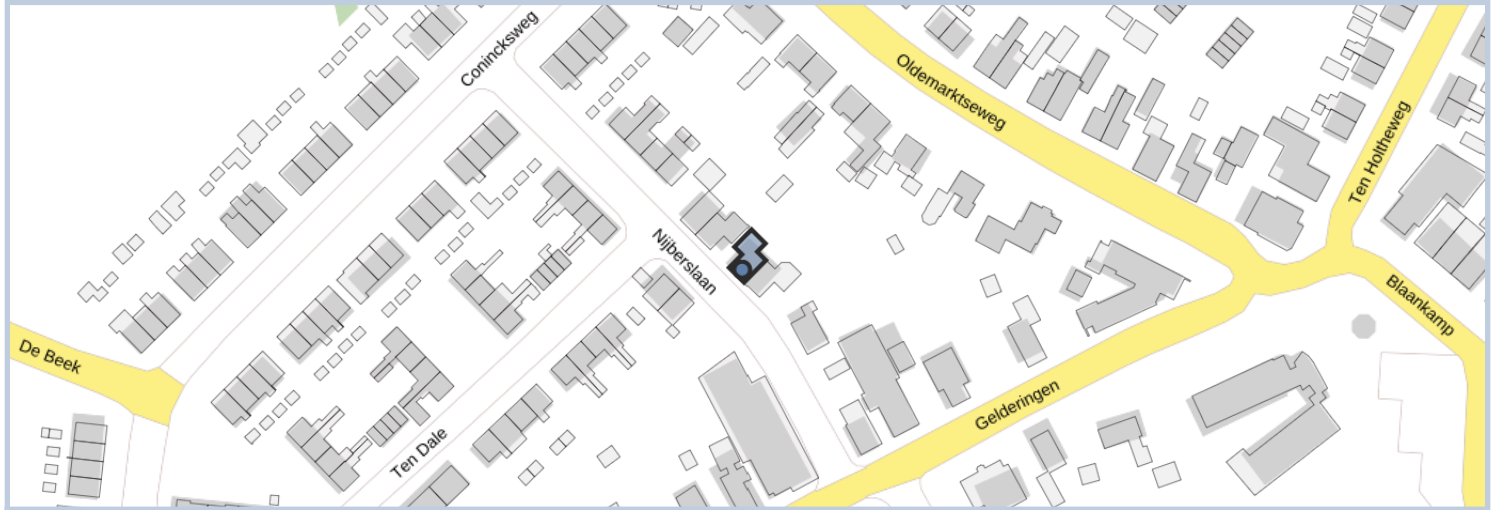 Conincksweg
Oldemarktseweg
Ten Holtheweg
Nijberslaan
Blaankamp
De Beek
Gelderingen
Ten Dale